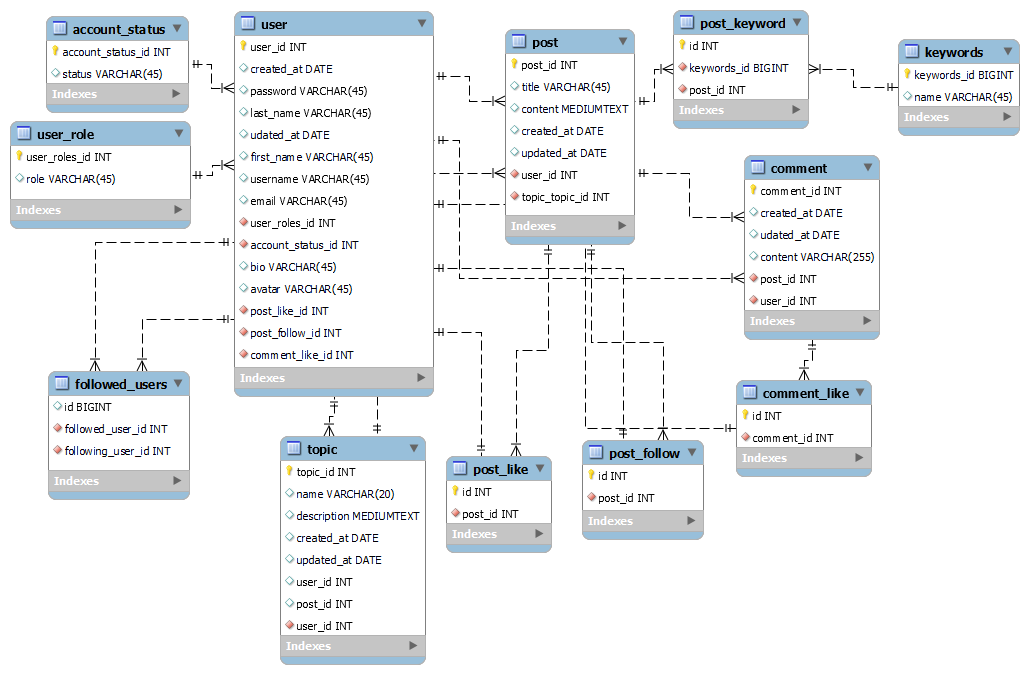 account_status
account_status_id INT
status VARCHAR(45)
Indexes
user_role
user_roles_id INT
role VARCHAR(45)
Indexes
user
user_id INT
created_at DATE
password VARCHAR(45)
last_name VARCHAR(45)
udated_at DATE
first_name VARCHAR(45)
username VARCHAR(45)
email VARCHAR(45)
user_roles_id INT
account_status_id INT
bio VARCHAR(45)
avatar VARCHAR(45)
post_like_id INT
post_follow_id INT
comment_like_id INT
Indexes
post
post_id INT
title VARCHAR(45)
content MEDIUMTEXT
created_at DATE
updated_at DATE
user_id INT
topic_topic_id INT
Indexes
post_keyword
id INT
keywords_id BIGINT
post_id INT
Indexes
keywords
keywords_id BIGINT
name VARCHAR(45)
Indexes
comment
comment_id INT
created_at DATE
udated_at DATE
content VARCHAR(255)
post_id INT
user_id INT
Indexes
followed_users
id BIGINT
followed_user_id INT
following_user_id INT
Indexes
topic
topic_id INT
name VARCHAR(20)
description MEDIUMTEXT
created_at DATE
updated_at DATE
user_id INT
post_id INT
user_id INT
Indexes
post_like
id INT
post_id INT
Indexes
post_follow
id INT
post_id INT
Indexes
comment_like
id INT
comment_id INT
Indexes